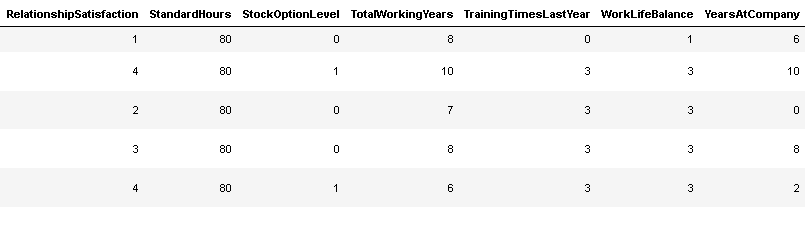 RelationshipSatisfaction StandardHours StockOptionLevel TotalWorkingYears TrainingTimesLastYear WorkLifeBalance YearsAtCompany
1 80 0 8 0 1 6
4 80 1 10 3 3 10
2 80 0 7 3 3 0
3 80 0 8 3 3 8
4 80 1 6 3 3 2